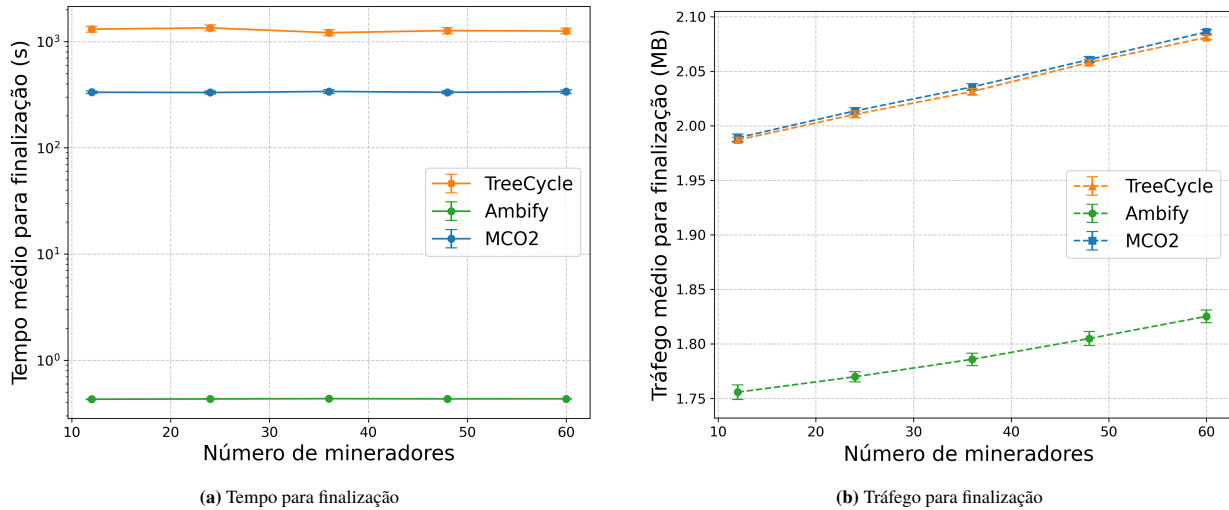 Tempo médio para finalização (s)
10³
10²
10¹
10⁰
TreeCycle
Ambify
MCO2
10 20 30 40 50 60
Número de mineradores
(a) Tempo para finalização
Tráfego médio para finalização (MB)
2.10
2.05
2.00
1.95
1.90
1.85
1.80
1.75
TreeCycle
Ambify
MCO2
10 20 30 40 50 60
Número de mineradores
(b) Tráfego para finalização